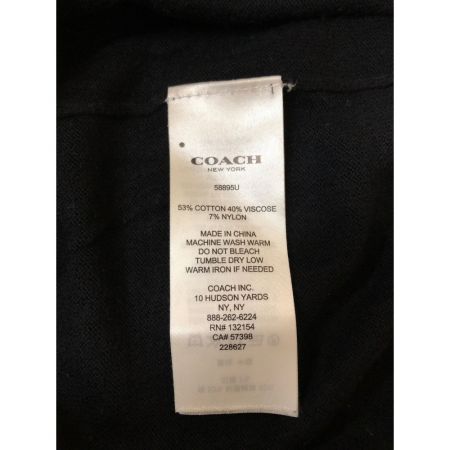 COACH
NEW YORK
58895U
53% COTTON 40% VISCOSE
7% NYLON
MADE IN CHINA
MACHINE WASH WARM
DO NOT BLEACH
TUMBLE DRY LOW
WARM IRON IF NEEDED
COACH INC.
10 HUDSON YARDS
NY, NY
888-262-6224
RN# 132154
CA# 57398
228627